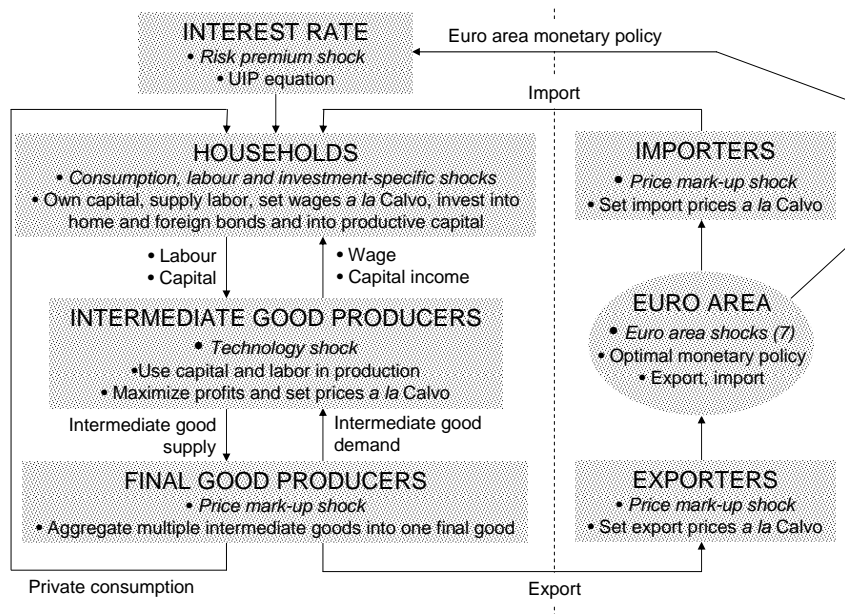 INTEREST RATE
• Risk premium shock
• UIP equation
Euro area monetary policy
Import
HOUSEHOLDS
• Consumption, labour and investment-specific shocks
• Own capital, supply labor, set wages a la Calvo, invest into
home and foreign bonds and into productive capital
IMPORTERS
• Price mark-up shock
• Set import prices a la Calvo
• Labour
• Capital
• Wage
• Capital income
INTERMEDIATE GOOD PRODUCERS
• Technology shock
•Use capital and labor in production
• Maximize profits and set prices a la Calvo
EURO AREA
• Euro area shocks (7)
• Optimal monetary policy
• Export, import
Intermediate good
supply
Intermediate good
demand
FINAL GOOD PRODUCERS
• Price mark-up shock
• Aggregate multiple intermediate goods into one final good
EXPORTERS
• Price mark-up shock
• Set export prices a la Calvo
Private consumption
Export